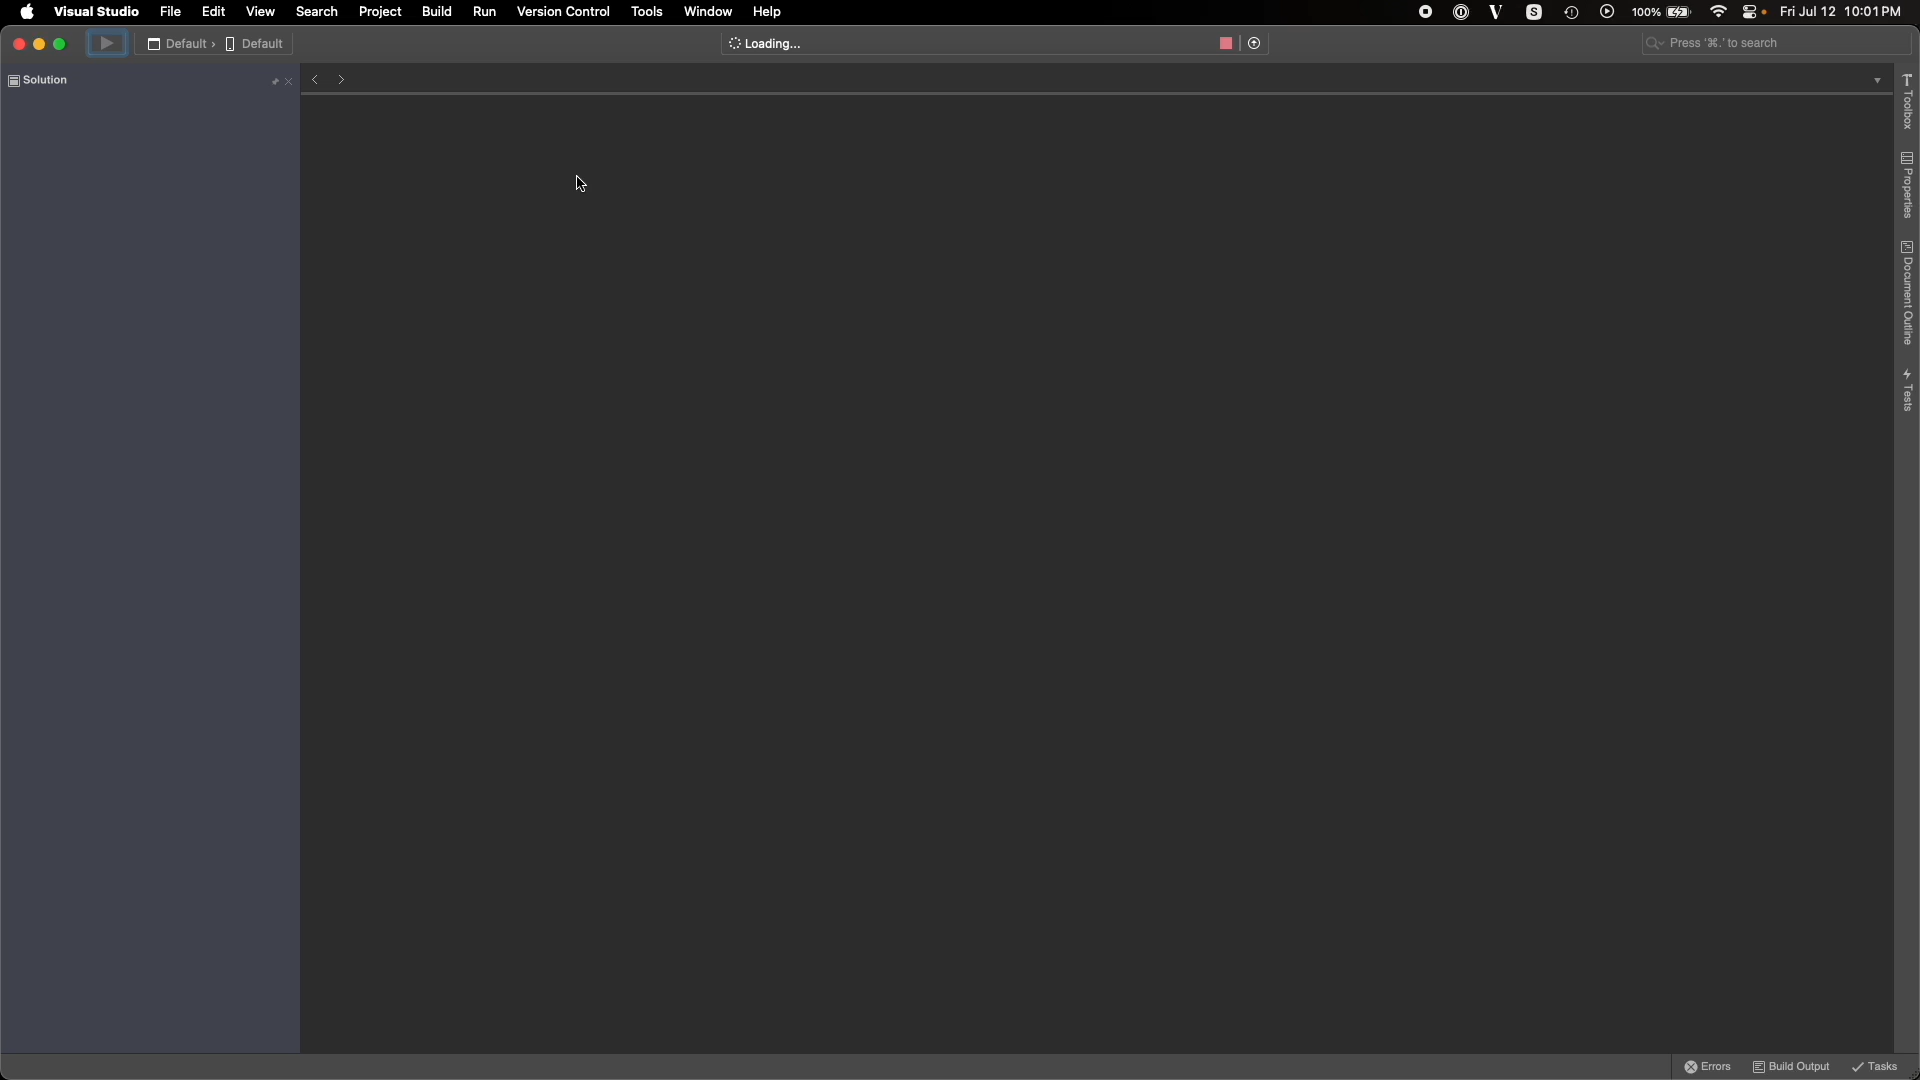 Visual Studio File Edit View Search Project Build Run Version Control Tools Window Help
V S 100% Fri Jul 12 10:01 PM
Default › Default
Loading...
Press '⌘.' to search
Solution
Toolbox
Properties
Document Outline
Tests
Errors Build Output Tasks